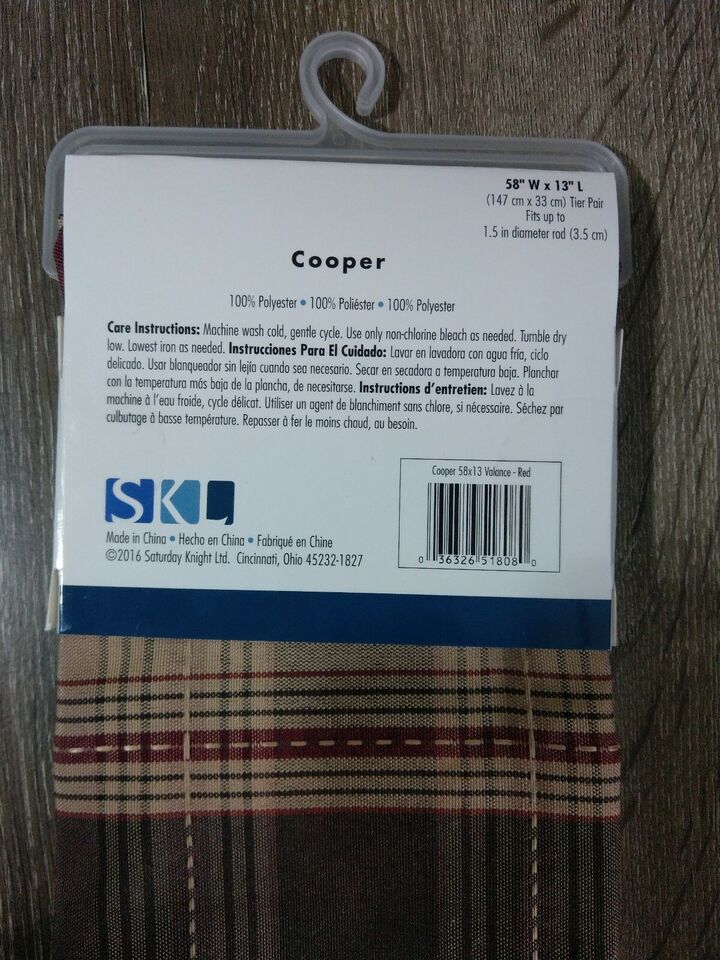 58" W x 13" L
(147 cm x 33 cm) Tier Pair
Fits up to
1.5 in diameter rod (3.5 cm)
Cooper
100% Polyester • 100% Poliéster • 100% Polyester
Care Instructions: Machine wash cold, gentle cycle. Use only non-chlorine bleach as needed. Tumble dry
low. Lowest iron as needed. Instrucciones Para El Cuidado: Lavar en lavadora con agua fría, ciclo
delicado. Usar blanqueador sin lejía cuando sea necesario. Secar en secadora a temperatura baja. Planchar
con la temperatura más baja de la plancha, de necesitarse. Instructions d'entretien: Lavez à la
machine à l'eau froide, cycle délicat. Utiliser un agent de blanchiment sans chlore, si nécessaire. Séchez par
culbutage à basse température. Repasser à fer le moins chaud, au besoin.
Cooper 58x13 Valance - Red
SKL
0 36326 51808 0
Made in China • Hecho en China • Fabriqué en Chine
©2016 Saturday Knight Ltd. Cincinnati, Ohio 45232-1827